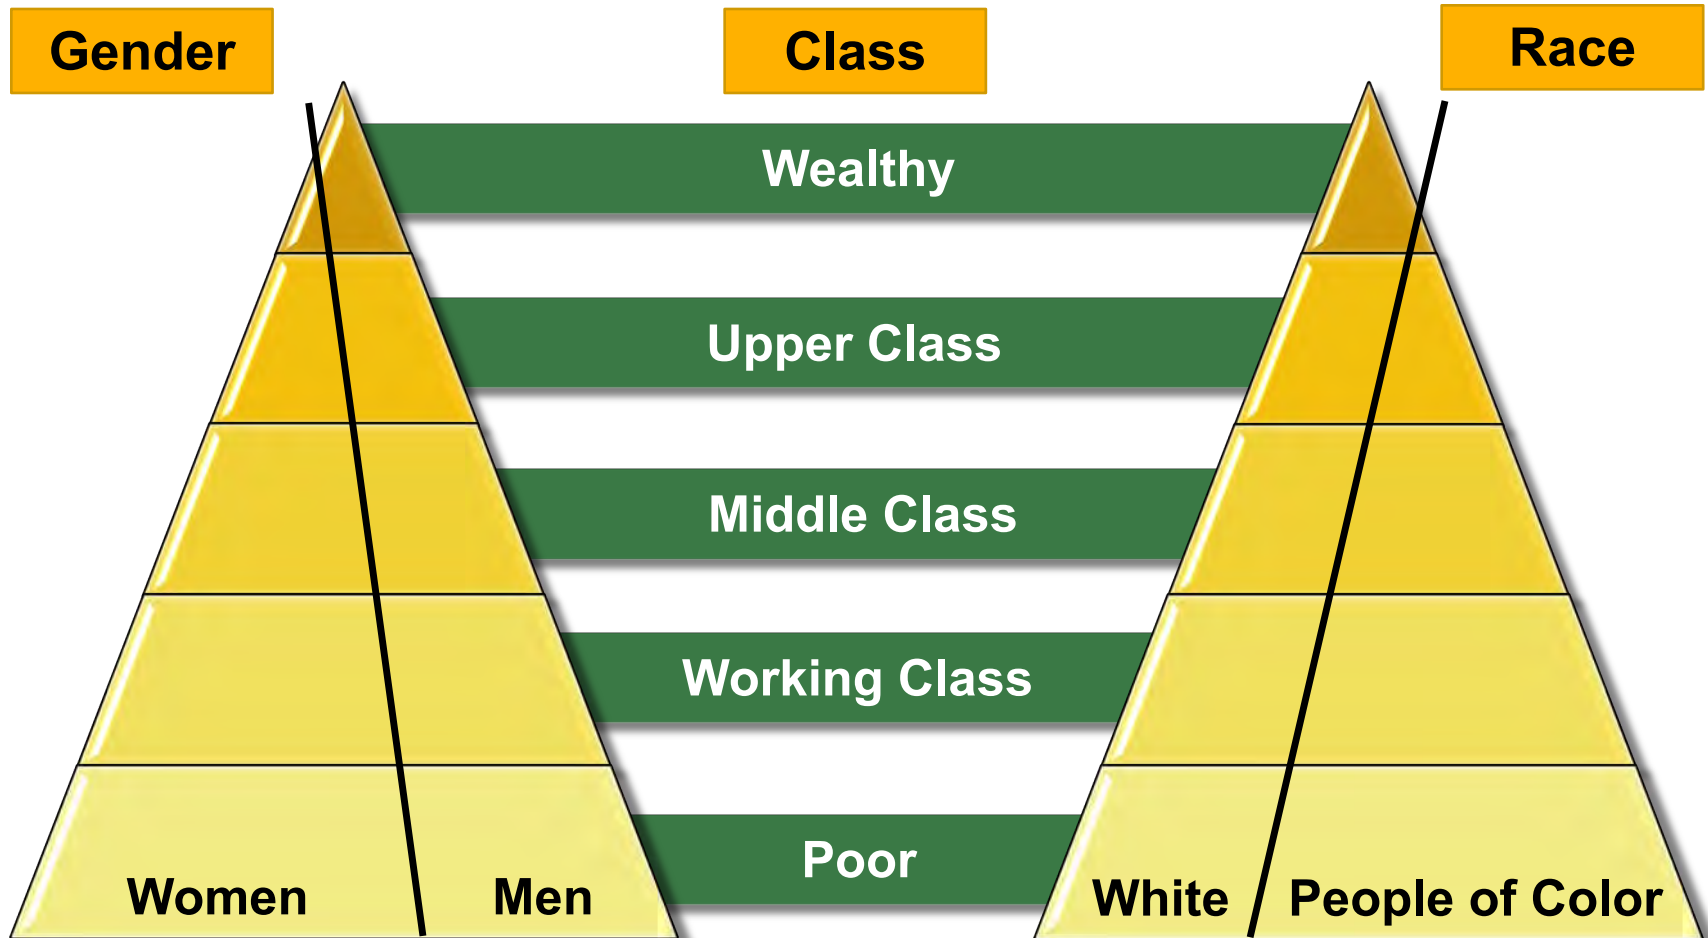 Gender
Class
Race
Wealthy
Upper Class
Middle Class
Working Class
Poor
Women
Men
White
People of Color